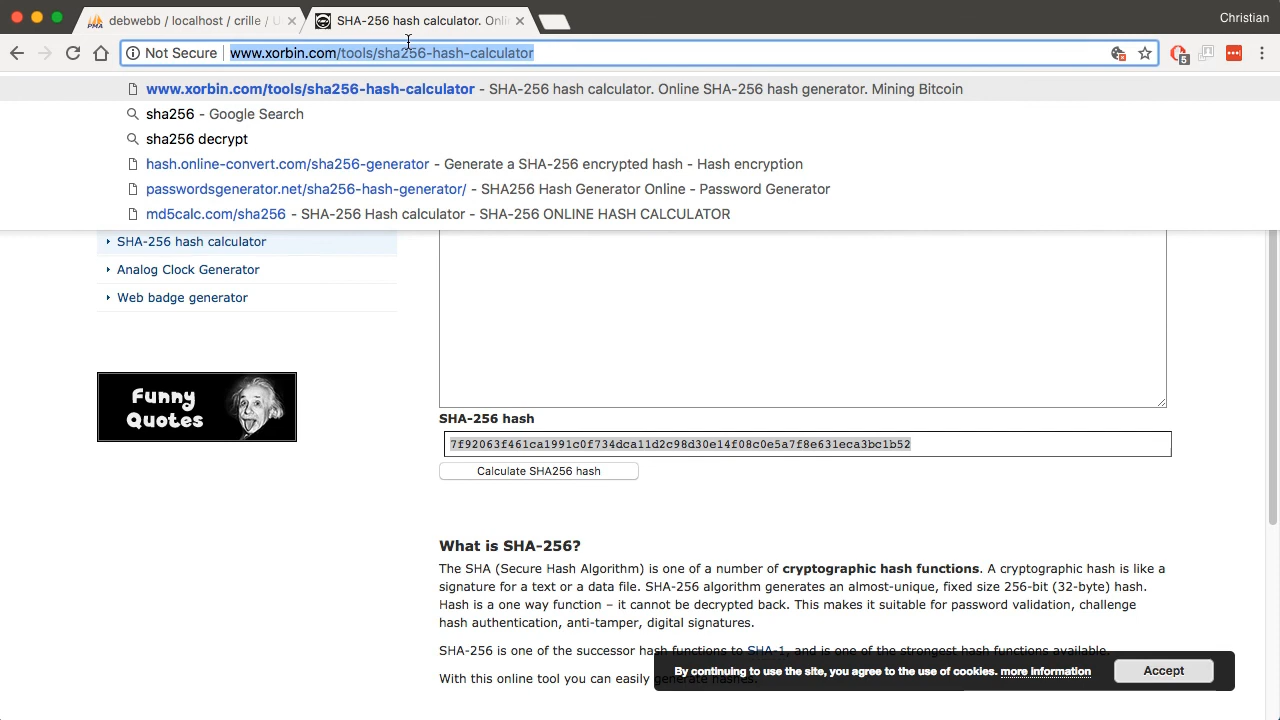 debwebb / localhost / crille / U
SHA-256 hash calculator. Onli
Christian
Not Secure
www.xorbin.com/tools/sha256-hash-calculator
5
www.xorbin.com/tools/sha256-hash-calculator - SHA-256 hash calculator. Online SHA-256 hash generator. Mining Bitcoin
sha256 - Google Search
sha256 decrypt
hash.online-convert.com/sha256-generator - Generate a SHA-256 encrypted hash - Hash encryption
passwordsgenerator.net/sha256-hash-generator/ - SHA256 Hash Generator Online - Password Generator
md5calc.com/sha256 - SHA-256 Hash calculator - SHA-256 ONLINE HASH CALCULATOR
SHA-256 hash calculator
Analog Clock Generator
Web badge generator
Funny
Quotes
SHA-256 hash
7f92063f461ca1991c0f734dca11d2c98d30e14f08c0e5a7f8e631eca3bc1b52
Calculate SHA256 hash
What is SHA-256?
The SHA (Secure Hash Algorithm) is one of a number of cryptographic hash functions. A cryptographic hash is like a
signature for a text or a data file. SHA-256 algorithm generates an almost-unique, fixed size 256-bit (32-byte) hash.
Hash is a one way function – it cannot be decrypted back. This makes it suitable for password validation, challenge
hash authentication, anti-tamper, digital signatures.
SHA-256 is one of the successor hash functions to SHA-1, and is one of the strongest hash functions available.
With this online tool you can easily generate hashes.
By continuing to use the site, you agree to the use of cookies. more information
Accept